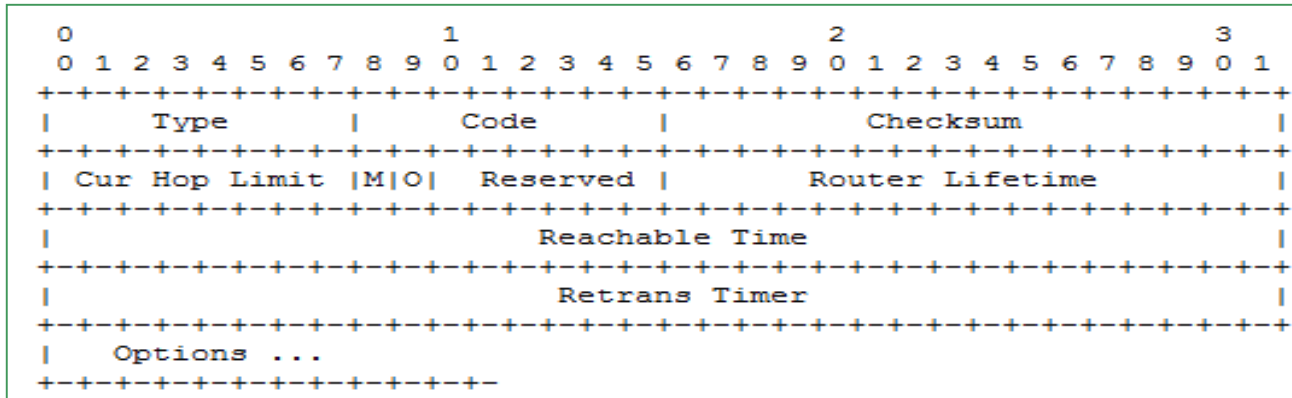 0                   1                   2                   3
 0 1 2 3 4 5 6 7 8 9 0 1 2 3 4 5 6 7 8 9 0 1 2 3 4 5 6 7 8 9 0 1
+-+-+-+-+-+-+-+-+-+-+-+-+-+-+-+-+-+-+-+-+-+-+-+-+-+-+-+-+-+-+-+-+
|     Type      |     Code      |          Checksum             |
+-+-+-+-+-+-+-+-+-+-+-+-+-+-+-+-+-+-+-+-+-+-+-+-+-+-+-+-+-+-+-+-+
| Cur Hop Limit |M|O|  Reserved |       Router Lifetime         |
+-+-+-+-+-+-+-+-+-+-+-+-+-+-+-+-+-+-+-+-+-+-+-+-+-+-+-+-+-+-+-+-+
|                         Reachable Time                        |
+-+-+-+-+-+-+-+-+-+-+-+-+-+-+-+-+-+-+-+-+-+-+-+-+-+-+-+-+-+-+-+-+
|                          Retrans Timer                        |
+-+-+-+-+-+-+-+-+-+-+-+-+-+-+-+-+-+-+-+-+-+-+-+-+-+-+-+-+-+-+-+-+
|   Options ...
+-+-+-+-+-+-+-+-+-+-+-+-